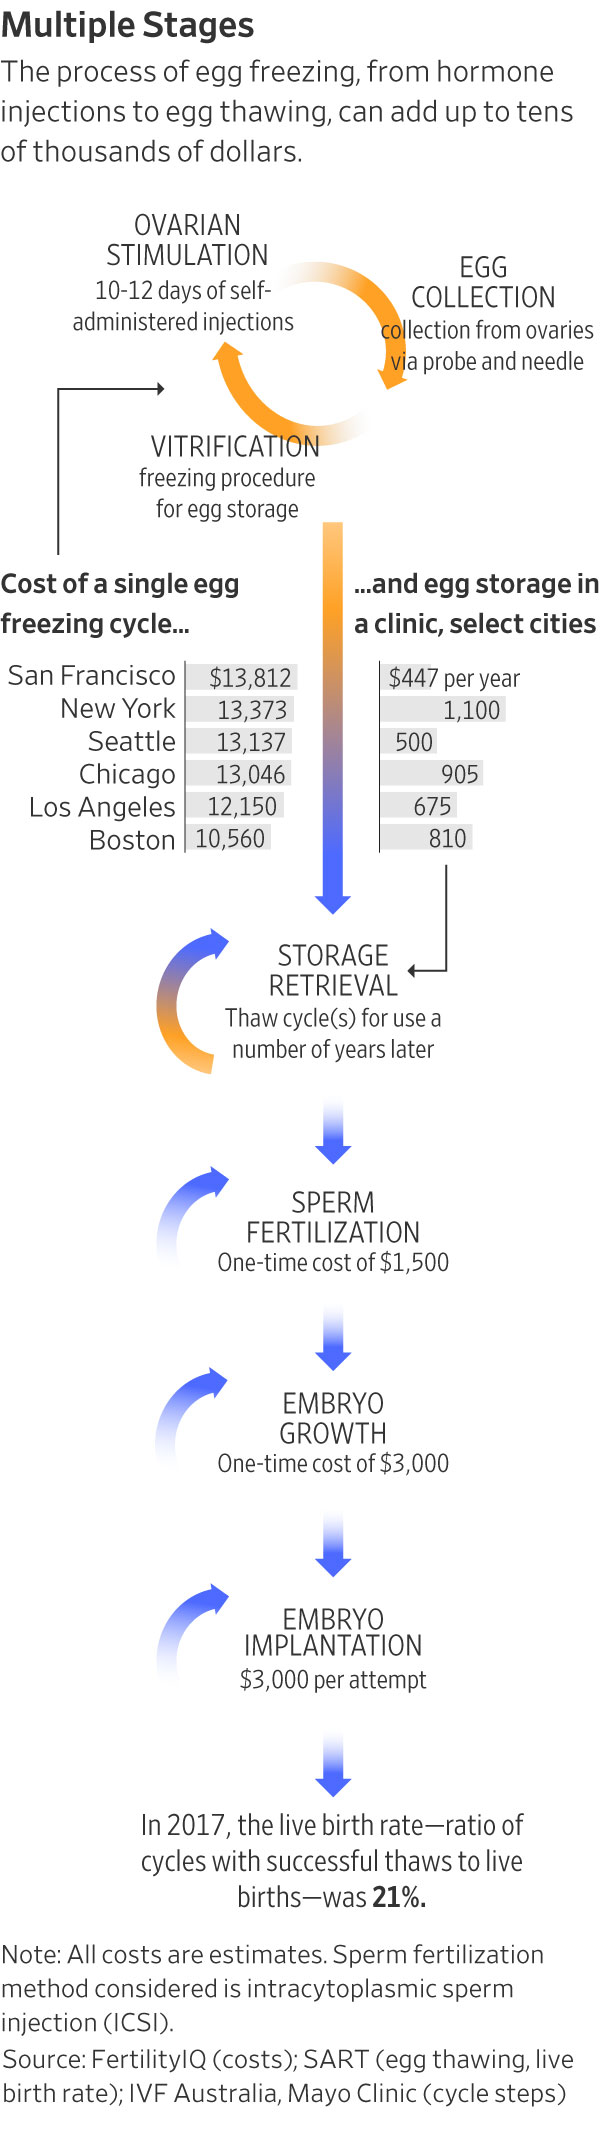 Multiple Stages
The process of egg freezing, from hormone
injections to egg thawing, can add up to tens
of thousands of dollars.
OVARIAN
STIMULATION
10-12 days of self-
administered injections
EGG
COLLECTION
collection from ovaries
via probe and needle
VITRIFICATION
freezing procedure
for egg storage
Cost of a single egg
freezing cycle...
...and egg storage in
a clinic, select cities
San Francisco $13,812 $447 per year
New York 13,373 1,100
Seattle 13,137 500
Chicago 13,046 905
Los Angeles 12,150 675
Boston 10,560 810
STORAGE
RETRIEVAL
Thaw cycle(s) for use a
number of years later
SPERM
FERTILIZATION
One-time cost of $1,500
EMBRYO
GROWTH
One-time cost of $3,000
EMBRYO
IMPLANTATION
$3,000 per attempt
In 2017, the live birth rate—ratio of
cycles with successful thaws to live
births—was 21%.
Note: All costs are estimates. Sperm fertilization
method considered is intracytoplasmic sperm
injection (ICSI).
Source: FertilityIQ (costs); SART (egg thawing, live
birth rate); IVF Australia, Mayo Clinic (cycle steps)